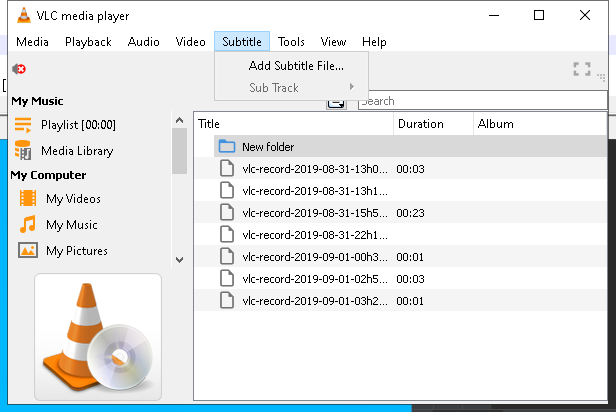 VLC media player
Media Playback Audio Video Subtitle Tools View Help
Add Subtitle File...
Sub Track
Search
My Music
Playlist [00:00]
Media Library
My Computer
My Videos
My Music
My Pictures
Title Duration Album
New folder
vlc-record-2019-08-31-13h0... 00:03
vlc-record-2019-08-31-13h1...
vlc-record-2019-08-31-15h5... 00:23
vlc-record-2019-08-31-22h1...
vlc-record-2019-09-01-00h3... 00:01
vlc-record-2019-09-01-02h5... 00:03
vlc-record-2019-09-01-03h2... 00:01